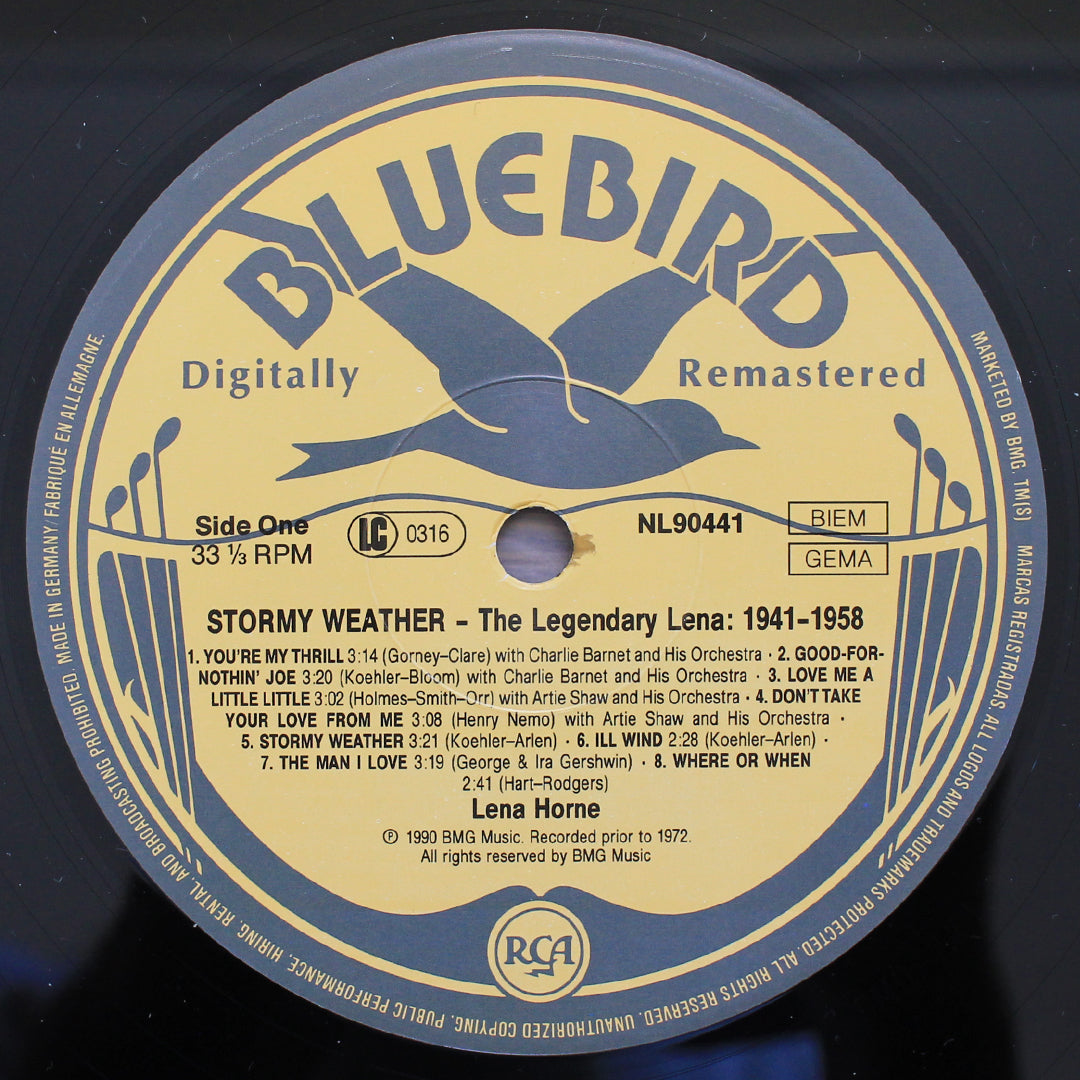 BLUEBIRD
Digitally Remastered
Side One
33 ⅓ RPM
LC 0316
NL90441
BIEM
GEMA
STORMY WEATHER – The Legendary Lena: 1941–1958
1. YOU'RE MY THRILL 3:14 (Gorney–Clare) with Charlie Barnet and His Orchestra · 2. GOOD-FOR-
NOTHIN' JOE 3:20 (Koehler–Bloom) with Charlie Barnet and His Orchestra · 3. LOVE ME A
LITTLE LITTLE 3:02 (Holmes–Smith–Orr) with Artie Shaw and His Orchestra · 4. DON'T TAKE
YOUR LOVE FROM ME 3:08 (Henry Nemo) with Artie Shaw and His Orchestra ·
5. STORMY WEATHER 3:21 (Koehler–Arlen) · 6. ILL WIND 2:28 (Koehler–Arlen) ·
7. THE MAN I LOVE 3:19 (George & Ira Gershwin) · 8. WHERE OR WHEN
2:41 (Hart–Rodgers)
Lena Horne
℗ 1990 BMG Music. Recorded prior to 1972.
All rights reserved by BMG Music
RCA
MARKETED BY BMG. TM(S) MARCAS REGISTRADAS. ALL LOGOS AND TRADEMARKS PROTECTED. ALL RIGHTS RESERVED. UNAUTHORIZED COPYING, PUBLIC PERFORMANCE, HIRING, RENTAL, AND BROADCASTING PROHIBITED. MADE IN GERMANY/FABRIQUÉ EN ALLEMAGNE.